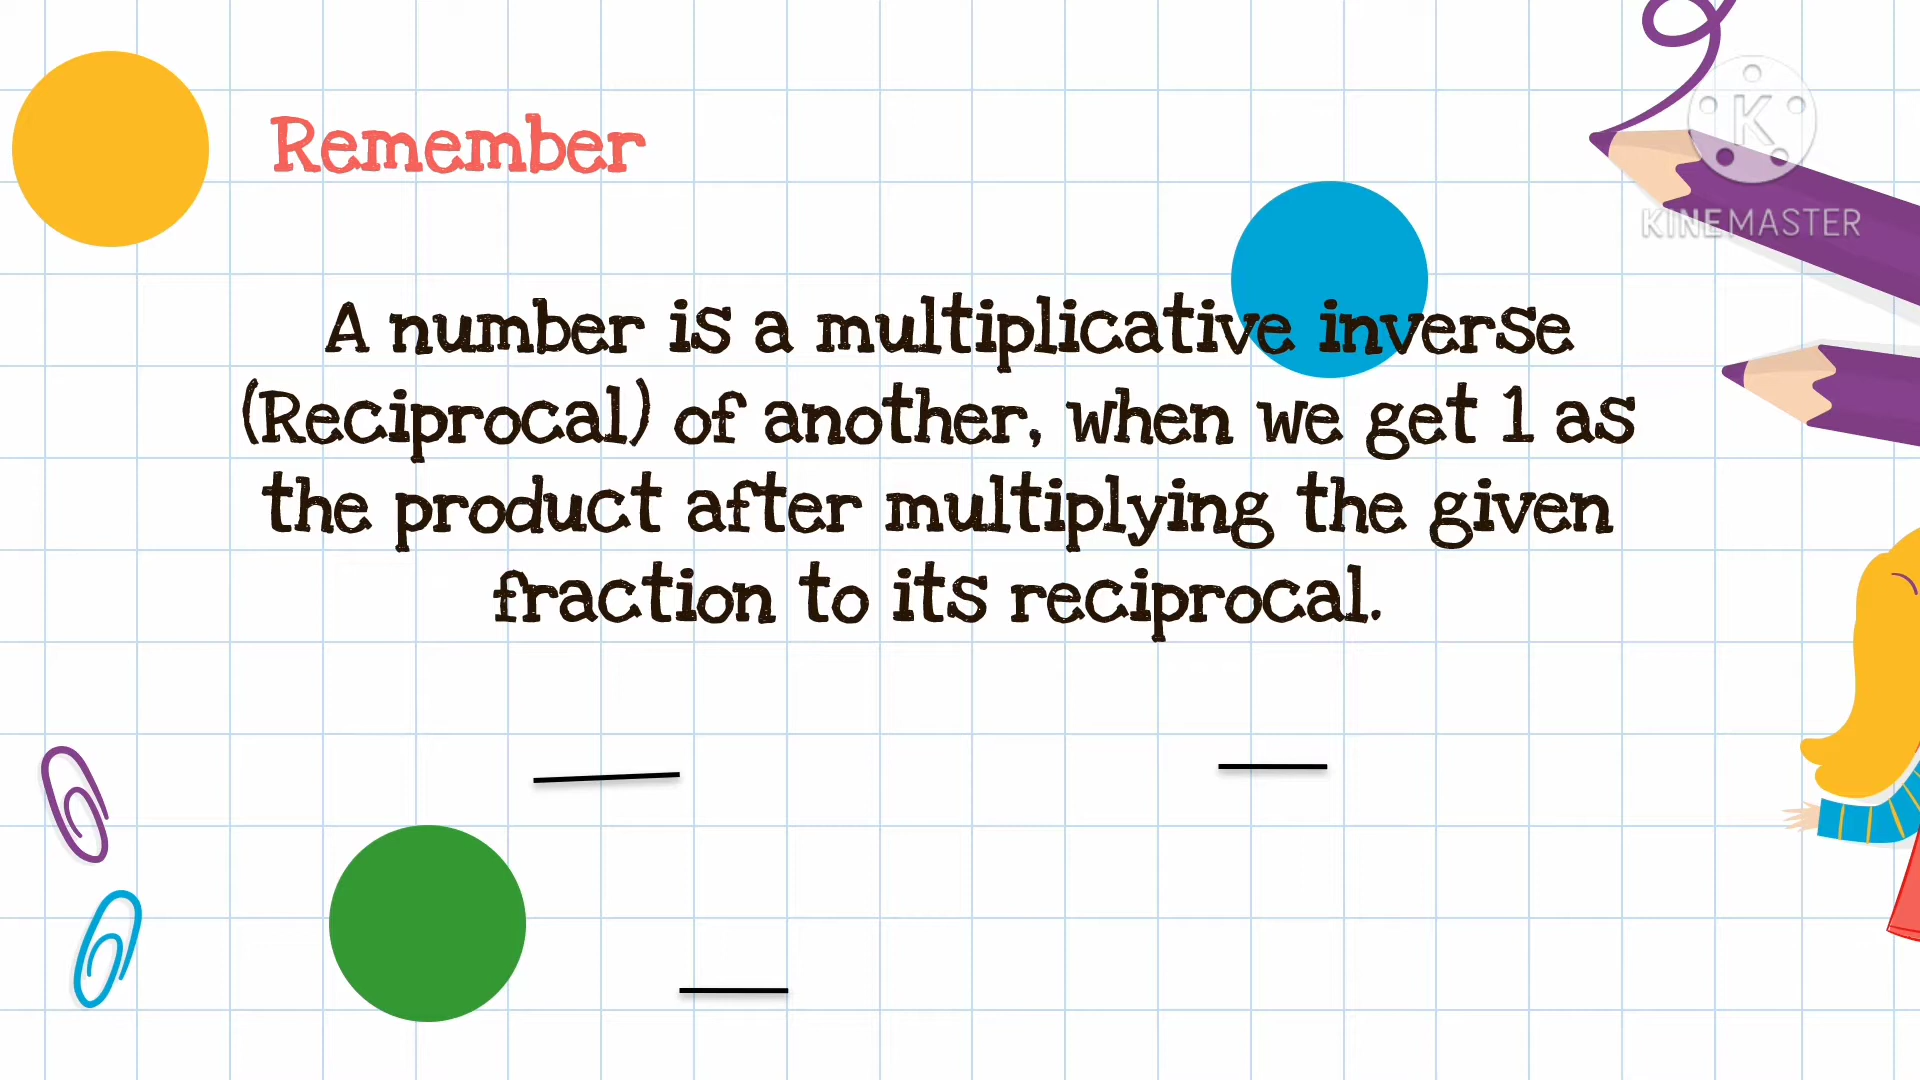 Remember
K
KINEMASTER
A number is a multiplicative inverse
(Reciprocal) of another, when we get 1 as
the product after multiplying the given
fraction to its reciprocal.